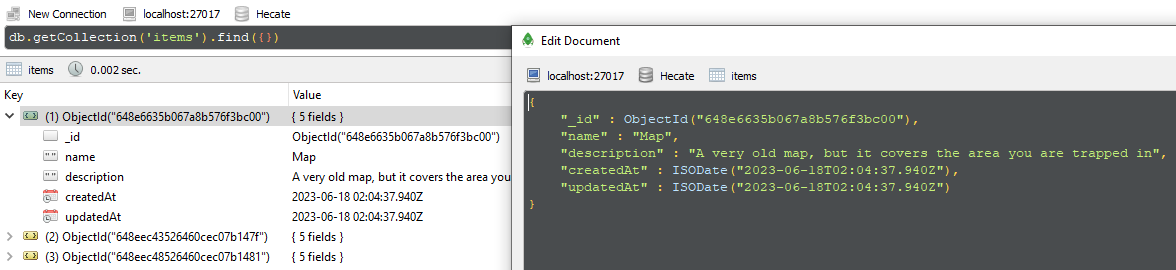 New Connection localhost:27017 Hecate
db.getCollection('items').find({})
items 0.002 sec.
Key Value
(1) ObjectId("648e6635b067a8b576f3bc00") { 5 fields }
_id ObjectId("648e6635b067a8b576f3bc00")
name Map
description A very old map, but it covers the area you
createdAt 2023-06-18 02:04:37.940Z
updatedAt 2023-06-18 02:04:37.940Z
(2) ObjectId("648eec43526460cec07b147f") { 5 fields }
(3) ObjectId("648eec48526460cec07b1481") { 5 fields }
Edit Document
localhost:27017 Hecate items
{
"_id" : ObjectId("648e6635b067a8b576f3bc00"),
"name" : "Map",
"description" : "A very old map, but it covers the area you are trapped in",
"createdAt" : ISODate("2023-06-18T02:04:37.940Z"),
"updatedAt" : ISODate("2023-06-18T02:04:37.940Z")
}